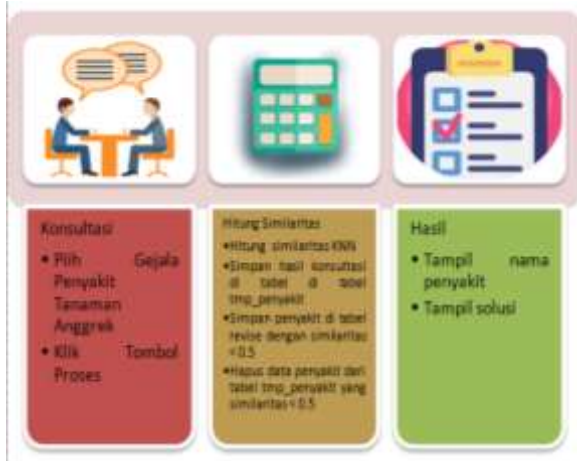 Konsultasi
• Pilih Gejala
Penyakit
Tanaman
Anggrek
• Klik Tombol
Proses
Hitung Similaritas
•Hitung similaritas KNN
•Simpan hasil konsultasi
di tabel di tabel
tmp_penyakit
•Simpan penyakit di tabel
revise dengan similaritas
< 0.5
•Hapus data penyakit dari
tabel tmp_penyakit yang
similaritas < 0.5
Hasil
• Tampil nama
penyakit
• Tampil solusi